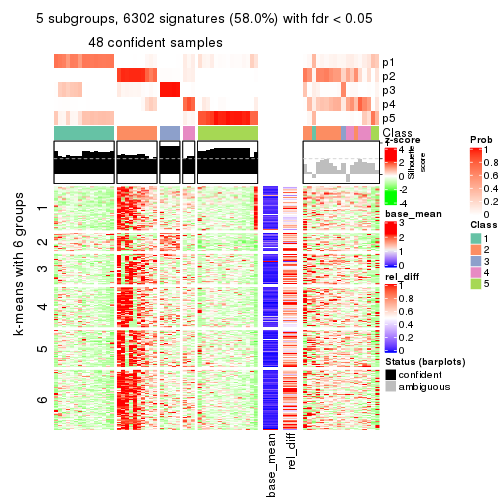 5 subgroups, 6302 signatures (58.0%) with fdr < 0.05
48 confident samples
p1
p2
p3
p4
p5
Class
Silhouette
score
k-means with 6 groups
1
2
3
4
5
6
base_mean
rel_diff
z-score
4
2
0
-2
-4
base_mean
3
2
1
0
rel_diff
1
0.8
0.6
0.4
0.2
0
Status (barplots)
confident
ambiguous
Prob
1
0.8
0.6
0.4
0.2
0
Class
1
2
3
4
5